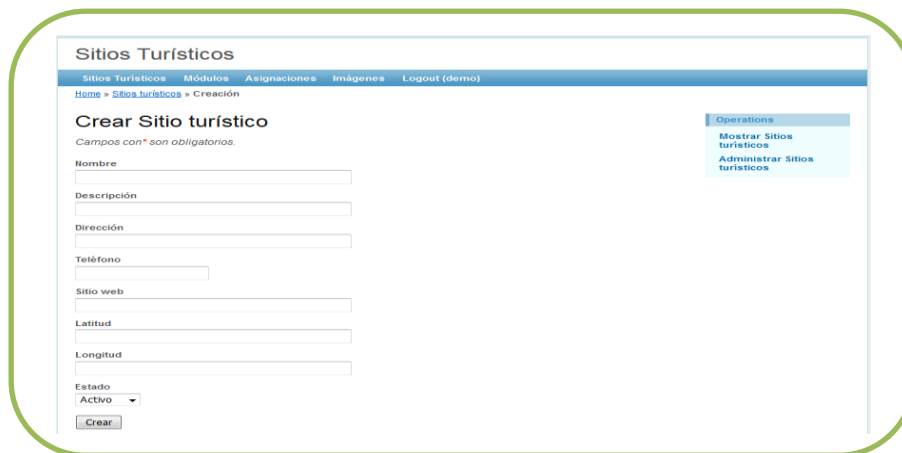 Sitios Turísticos
Sitios Turisticos Módulos Asignaciones Imágenes Logout (demo)
Home » Sitios turísticos » Creación
Crear Sitio turístico
Campos con* son obligatorios.
Nombre
Descripción
Dirección
Teléfono
Sitio web
Latitud
Longitud
Estado
Activo
Crear
Operations
Mostrar Sitios
turísticos
Administrar Sitios
turísticos